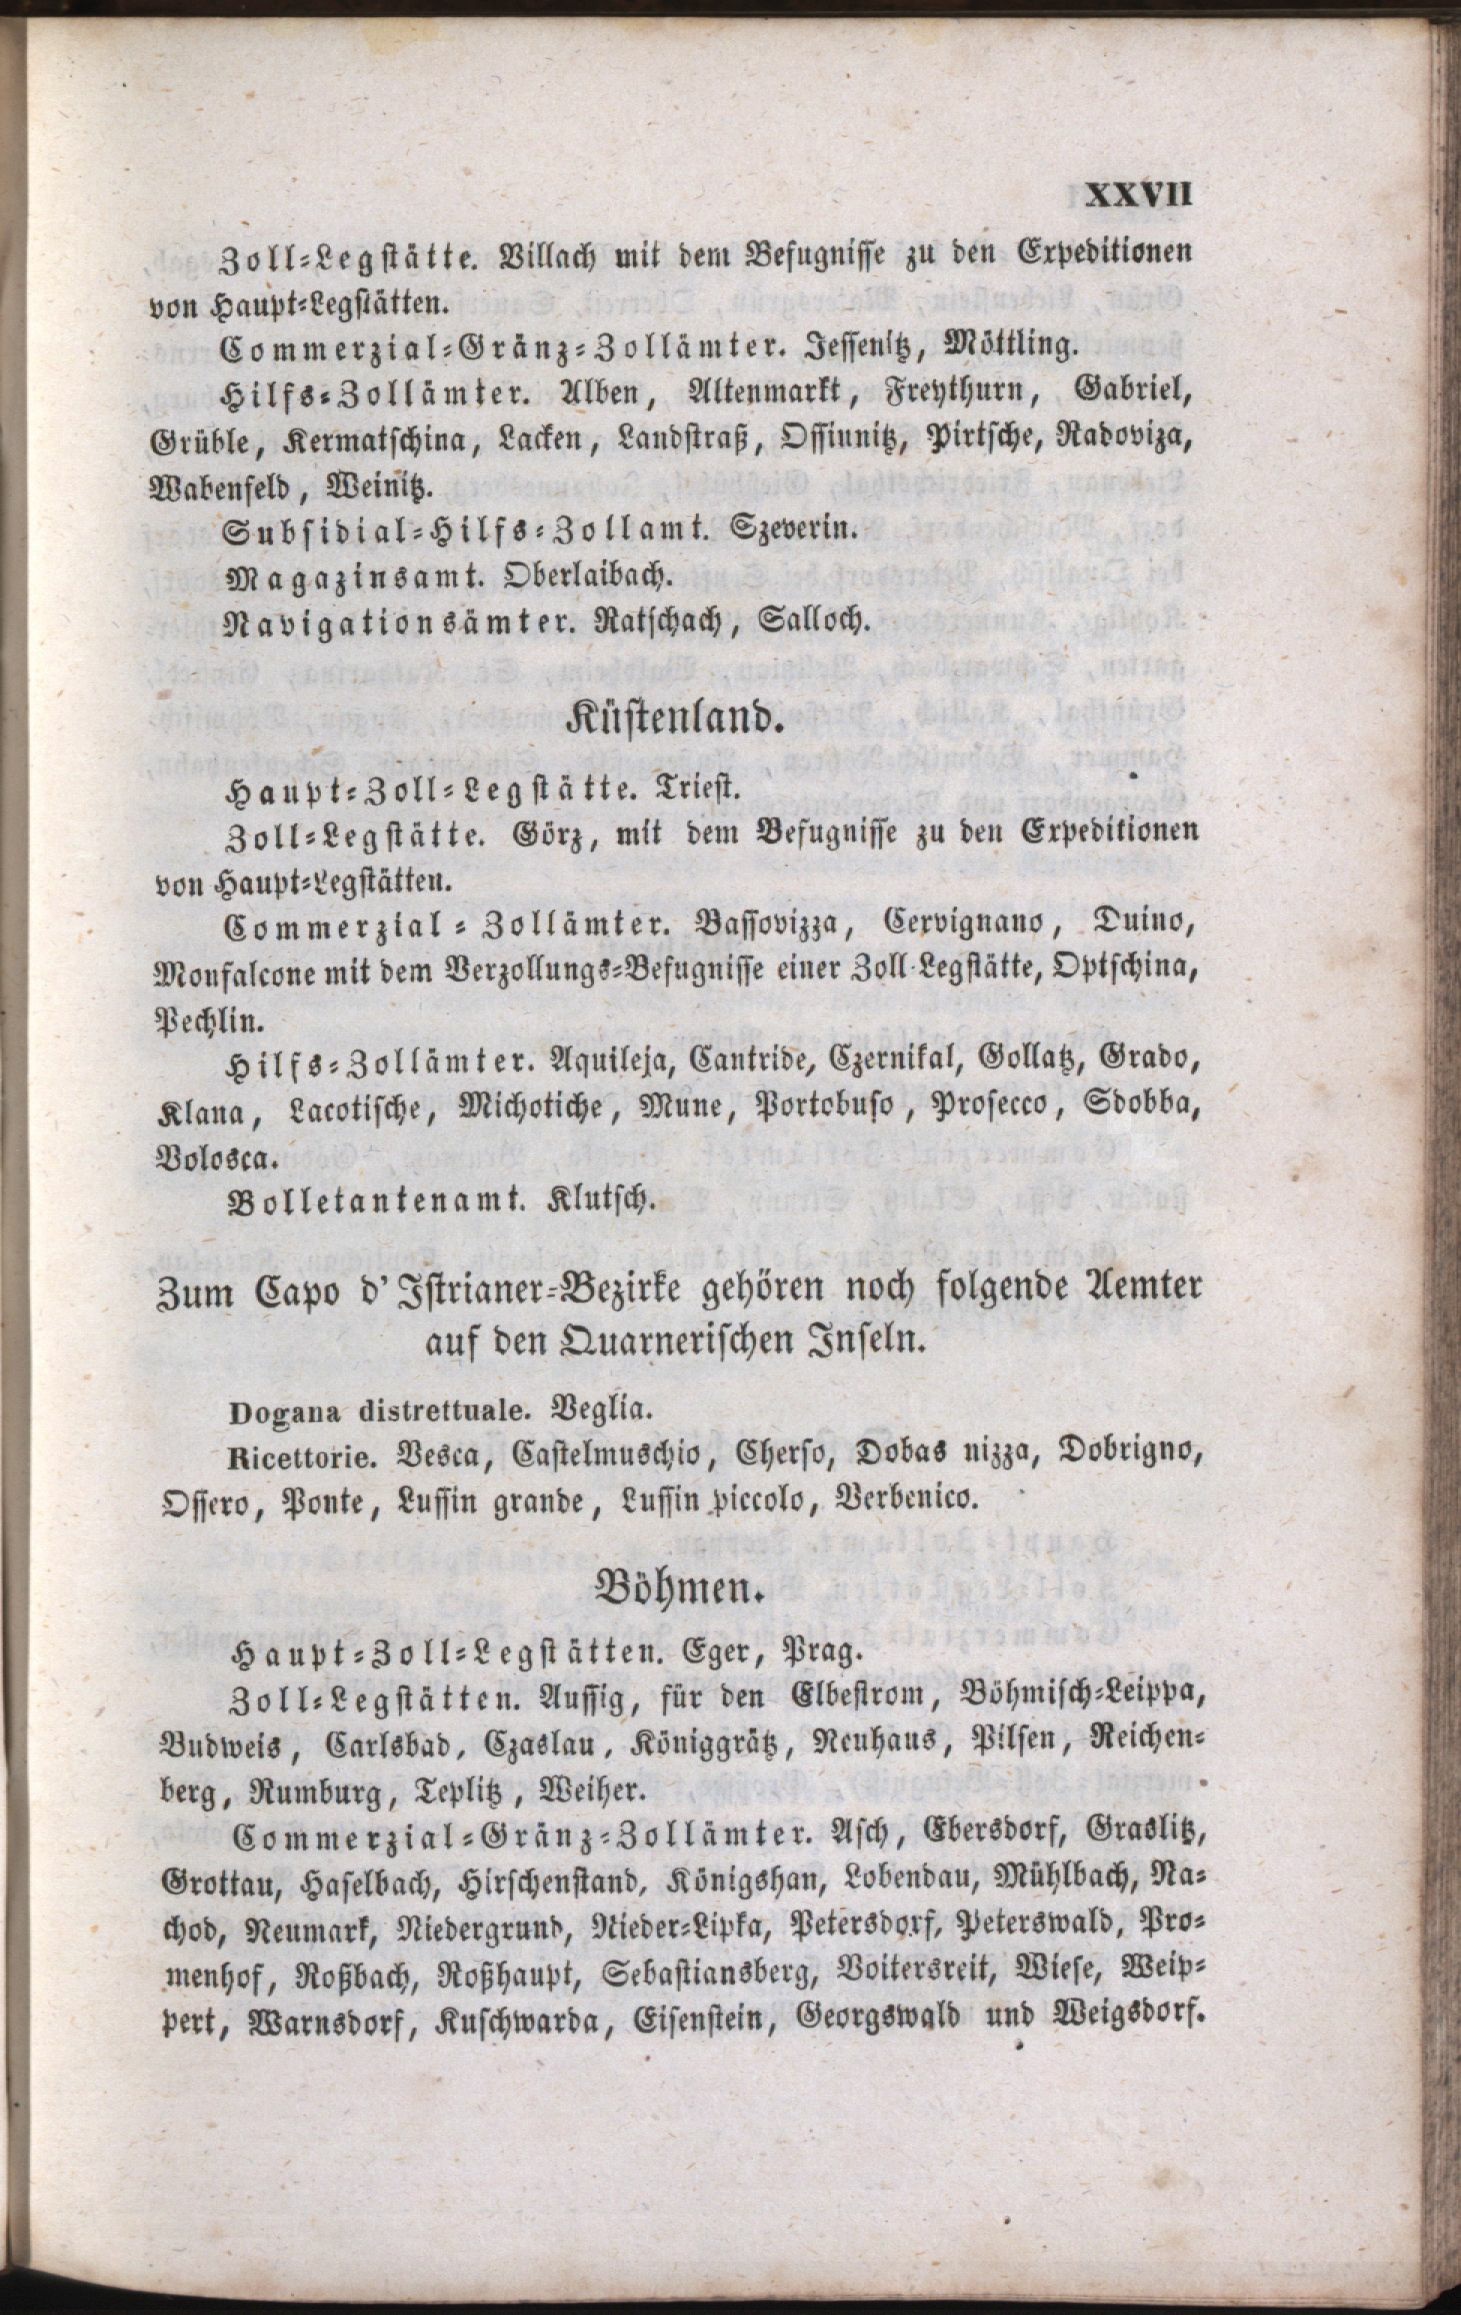 XXVII
Zoll-Legstätte. Villach mit dem Befugnisse zu den Expeditionen
von Haupt-Legstätten.
Commerzial-Gränz-Zollämter. Jessenitz, Möttling.
Hilfs-Zollämter. Alben, Altenmarkt, Freythurn, Gabriel,
Grüble, Kermatschina, Lacken, Landstraß, Ossiunitz, Pirtsche, Radoviza,
Wabenfeld, Weinitz.
Subsidial-Hilfs-Zollamt. Szeverin.
Magazinsamt. Oberlaibach.
Navigationsämter. Ratschach, Salloch.
Küstenland.
Haupt-Zoll-Legstätte. Triest.
Zoll-Legstätte. Görz, mit dem Befugnisse zu den Expeditionen
von Haupt-Legstätten.
Commerzial-Zollämter. Bassovizza, Cervignano, Duino,
Monfalcone mit dem Verzollungs-Befugnisse einer Zoll-Legstätte, Optschina,
Pechlin.
Hilfs-Zollämter. Aquileja, Cantride, Czernikal, Gollatz, Grado,
Klana, Lacotische, Michotiche, Mune, Portobuso, Prosecco, Sdobba,
Volosca.
Bolletantenamt. Klutsch.
Zum Capo d'Istrianer-Bezirke gehören noch folgende Aemter
auf den Quarnerischen Inseln.
Dogana distrettuale. Veglia.
Ricettorie. Vesca, Castelmuschio, Cherso, Dobas nizza, Dobrigno,
Ossero, Ponte, Lussin grande, Lussin piccolo, Verbenico.
Böhmen.
Haupt-Zoll-Legstätten. Eger, Prag.
Zoll-Legstätten. Aussig, für den Elbestrom, Böhmisch-Leippa,
Budweis, Carlsbad, Czaslau, Königgrätz, Neuhaus, Pilsen, Reichen-
berg, Rumburg, Teplitz, Weiher.
Commerzial-Gränz-Zollämter. Asch, Ebersdorf, Graslitz,
Grottau, Haselbach, Hirschenstand, Königshan, Lobendau, Mühlbach, Na-
chod, Neumark, Niedergrund, Nieder-Lipka, Petersdorf, Peterswald, Pro-
menhof, Roßbach, Roßhaupt, Sebastiansberg, Voitersreit, Wiese, Weip-
pert, Warnsdorf, Kuschwarda, Eisenstein, Georgswald und Weigsdorf.